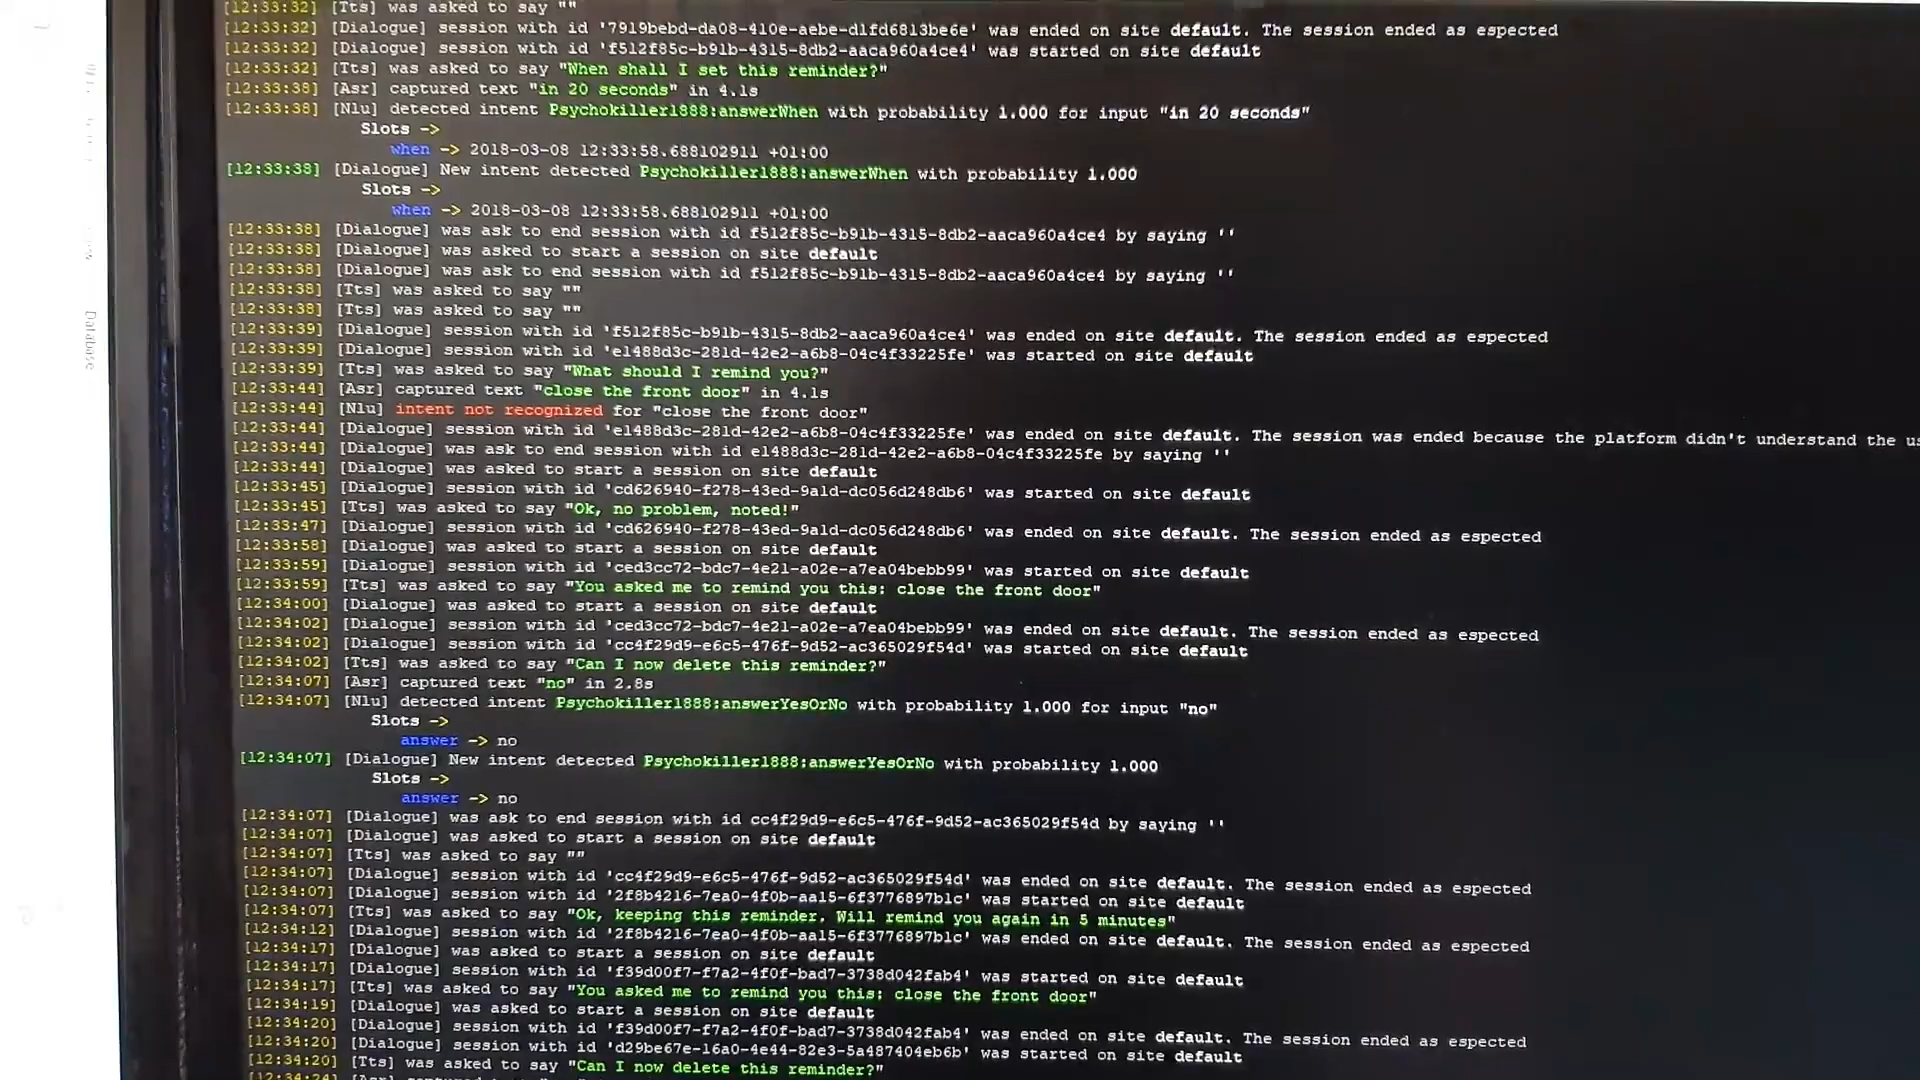 [12:33:32] [Tts] was asked to say ""
[12:33:32] [Dialogue] session with id '7919bebd-da08-410e-aebe-d1fd6813be6e' was ended on site default. The session ended as espected
[12:33:32] [Dialogue] session with id 'f512f85c-b91b-4315-8db2-aaca960a4ce4' was started on site default
[12:33:32] [Tts] was asked to say "When shall I set this reminder?"
[12:33:38] [Asr] captured text "in 20 seconds" in 4.1s
[12:33:38] [Nlu] detected intent Psychokiller1888:answerWhen with probability 1.000 for input "in 20 seconds"
Slots ->
when -> 2018-03-08 12:33:58.688102911 +01:00
[12:33:38] [Dialogue] New intent detected Psychokiller1888:answerWhen with probability 1.000
Slots ->
when -> 2018-03-08 12:33:58.688102911 +01:00
[12:33:38] [Dialogue] was ask to end session with id f512f85c-b91b-4315-8db2-aaca960a4ce4 by saying ''
[12:33:38] [Dialogue] was asked to start a session on site default
[12:33:38] [Dialogue] was ask to end session with id f512f85c-b91b-4315-8db2-aaca960a4ce4 by saying ''
[12:33:38] [Tts] was asked to say ""
[12:33:38] [Tts] was asked to say ""
[12:33:39] [Dialogue] session with id 'f512f85c-b91b-4315-8db2-aaca960a4ce4' was ended on site default. The session ended as espected
[12:33:39] [Dialogue] session with id 'e1488d3c-281d-42e2-a6b8-04c4f33225fe' was started on site default
[12:33:39] [Tts] was asked to say "What should I remind you?"
[12:33:44] [Asr] captured text "close the front door" in 4.1s
[12:33:44] [Nlu] intent not recognized for "close the front door"
[12:33:44] [Dialogue] session with id 'e1488d3c-281d-42e2-a6b8-04c4f33225fe' was ended on site default. The session was ended because the platform didn't understand the us
[12:33:44] [Dialogue] was ask to end session with id e1488d3c-281d-42e2-a6b8-04c4f33225fe by saying ''
[12:33:44] [Dialogue] was asked to start a session on site default
[12:33:45] [Dialogue] session with id 'cd626940-f278-43ed-9a1d-dc056d248db6' was started on site default
[12:33:45] [Tts] was asked to say "Ok, no problem, noted!"
[12:33:47] [Dialogue] session with id 'cd626940-f278-43ed-9a1d-dc056d248db6' was ended on site default. The session ended as espected
[12:33:58] [Dialogue] was asked to start a session on site default
[12:33:59] [Dialogue] session with id 'ced3cc72-bdc7-4e21-a02e-a7ea04bebb99' was started on site default
[12:33:59] [Tts] was asked to say "You asked me to remind you this: close the front door"
[12:34:00] [Dialogue] was asked to start a session on site default
[12:34:02] [Dialogue] session with id 'ced3cc72-bdc7-4e21-a02e-a7ea04bebb99' was ended on site default. The session ended as espected
[12:34:02] [Dialogue] session with id 'cc4f29d9-e6c5-476f-9d52-ac365029f54d' was started on site default
[12:34:02] [Tts] was asked to say "Can I now delete this reminder?"
[12:34:07] [Asr] captured text "no" in 2.8s
[12:34:07] [Nlu] detected intent Psychokiller1888:answerYesOrNo with probability 1.000 for input "no"
Slots ->
answer -> no
[12:34:07] [Dialogue] New intent detected Psychokiller1888:answerYesOrNo with probability 1.000
Slots ->
answer -> no
[12:34:07] [Dialogue] was ask to end session with id cc4f29d9-e6c5-476f-9d52-ac365029f54d by saying ''
[12:34:07] [Dialogue] was asked to start a session on site default
[12:34:07] [Tts] was asked to say ""
[12:34:07] [Dialogue] session with id 'cc4f29d9-e6c5-476f-9d52-ac365029f54d' was ended on site default. The session ended as espected
[12:34:07] [Dialogue] session with id '2f8b4216-7ea0-4f0b-aa15-6f3776897b1c' was started on site default
[12:34:07] [Tts] was asked to say "Ok, keeping this reminder. Will remind you again in 5 minutes"
[12:34:12] [Dialogue] session with id '2f8b4216-7ea0-4f0b-aa15-6f3776897b1c' was ended on site default. The session ended as espected
[12:34:17] [Dialogue] was asked to start a session on site default
[12:34:17] [Dialogue] session with id 'f39d00f7-f7a2-4f0f-bad7-3738d042fab4' was started on site default
[12:34:17] [Tts] was asked to say "You asked me to remind you this: close the front door"
[12:34:19] [Dialogue] was asked to start a session on site default
[12:34:20] [Dialogue] session with id 'f39d00f7-f7a2-4f0f-bad7-3738d042fab4' was ended on site default. The session ended as espected
[12:34:20] [Dialogue] session with id 'd29be67e-16a0-4e44-82e3-5a487404eb6b' was started on site default
[12:34:20] [Tts] was asked to say "Can I now delete this reminder?"
Database